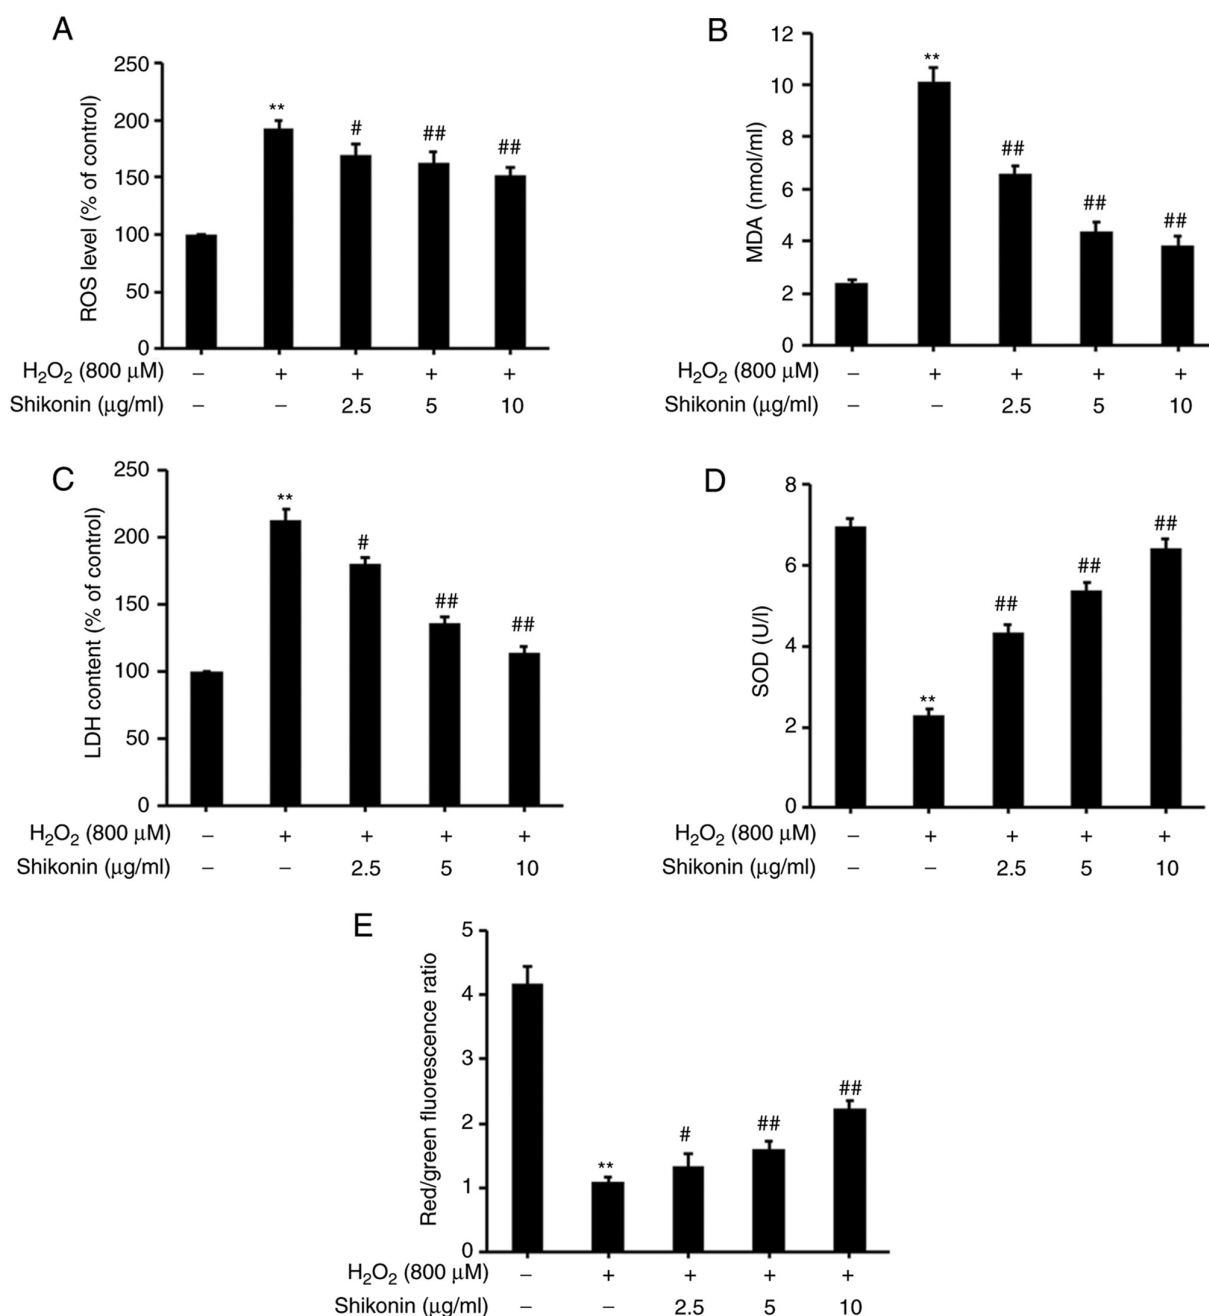 A
ROS level (% of control)
250
200
150
100
50
0
**
#
##
##
H₂O₂ (800 μM) – + + + +
Shikonin (μg/ml) – – 2.5 5 10
B
MDA (nmol/ml)
12
10
8
6
4
2
0
**
##
##
##
H₂O₂ (800 μM) – + + + +
Shikonin (μg/ml) – – 2.5 5 10
C
LDH content (% of control)
250
200
150
100
50
0
**
#
##
##
H₂O₂ (800 μM) – + + + +
Shikonin (μg/ml) – – 2.5 5 10
D
SOD (U/l)
8
6
4
2
0
**
##
##
##
H₂O₂ (800 μM) – + + + +
Shikonin (μg/ml) – – 2.5 5 10
E
Red/green fluorescence ratio
5
4
3
2
1
0
**
#
##
##
H₂O₂ (800 μM) – + + + +
Shikonin (μg/ml) – – 2.5 5 10